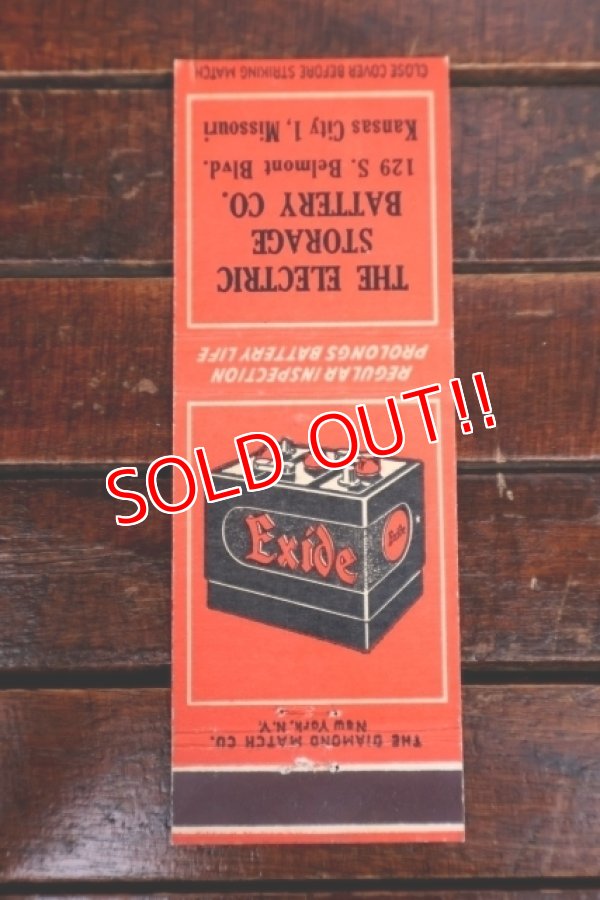 CLOSE COVER BEFORE STRIKING MATCH
THE ELECTRIC
STORAGE
BATTERY CO.
129 S. Belmont Blvd.
Kansas City 1, Missouri
REGULAR INSPECTION
PROLONGS BATTERY LIFE
SOLD OUT!!
Exide
Exide
THE DIAMOND MATCH CO.
New York, N.Y.